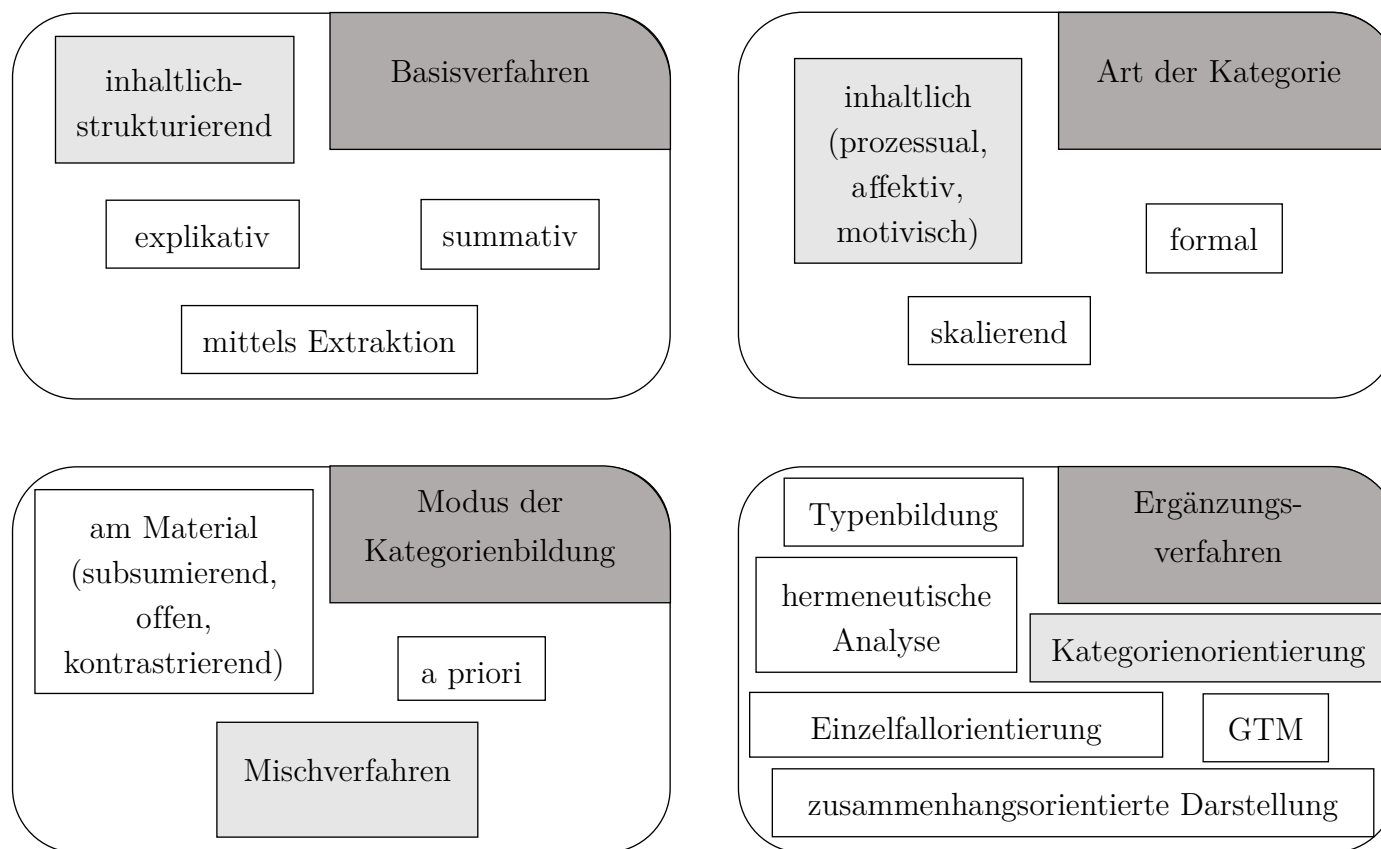 Basisverfahren
inhaltlich-
strukturierend
explikativ
summativ
mittels Extraktion
Art der Kategorie
inhaltlich
(prozessual,
affektiv,
motivisch)
formal
skalierend
Modus der
Kategorienbildung
am Material
(subsumierend,
offen,
kontrastrierend)
a priori
Mischverfahren
Ergänzungs-
verfahren
Typenbildung
hermeneutische
Analyse
Kategorienorientierung
Einzelfallorientierung
GTM
zusammenhangsorientierte Darstellung